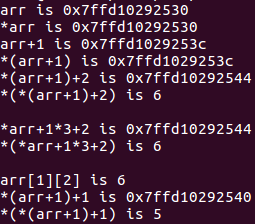 arr is 0x7ffd10292530
*arr is 0x7ffd10292530
arr+1 is 0x7ffd1029253c
*(arr+1) is 0x7ffd1029253c
*(arr+1)+2 is 0x7ffd10292544
*(*(arr+1)+2) is 6
*arr+1*3+2 is 0x7ffd10292544
*(*arr+1*3+2) is 6
arr[1][2] is 6
*(arr+1)+1 is 0x7ffd10292540
*(*(arr+1)+1) is 5